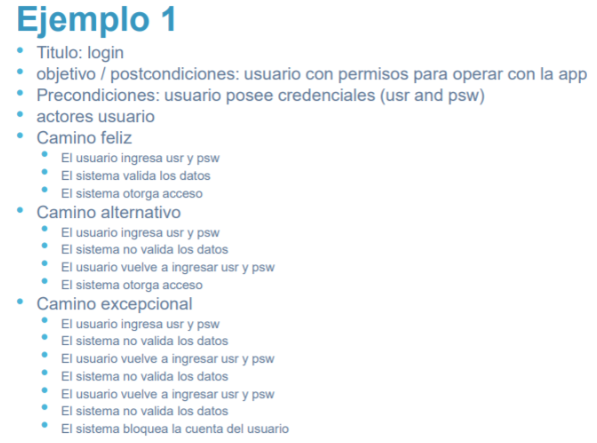 Ejemplo 1
Titulo: login
objetivo / postcondiciones: usuario con permisos para operar con la app
Precondiciones: usuario posee credenciales (usr and psw)
actores usuario
Camino feliz
El usuario ingresa usr y psw
El sistema valida los datos
El sistema otorga acceso
Camino alternativo
El usuario ingresa usr y psw
El sistema no valida los datos
El usuario vuelve a ingresar usr y psw
El sistema otorga acceso
Camino excepcional
El usuario ingresa usr y psw
El sistema no valida los datos
El usuario vuelve a ingresar usr y psw
El sistema no valida los datos
El usuario vuelve a ingresar usr y psw
El sistema no valida los datos
El sistema bloquea la cuenta del usuario